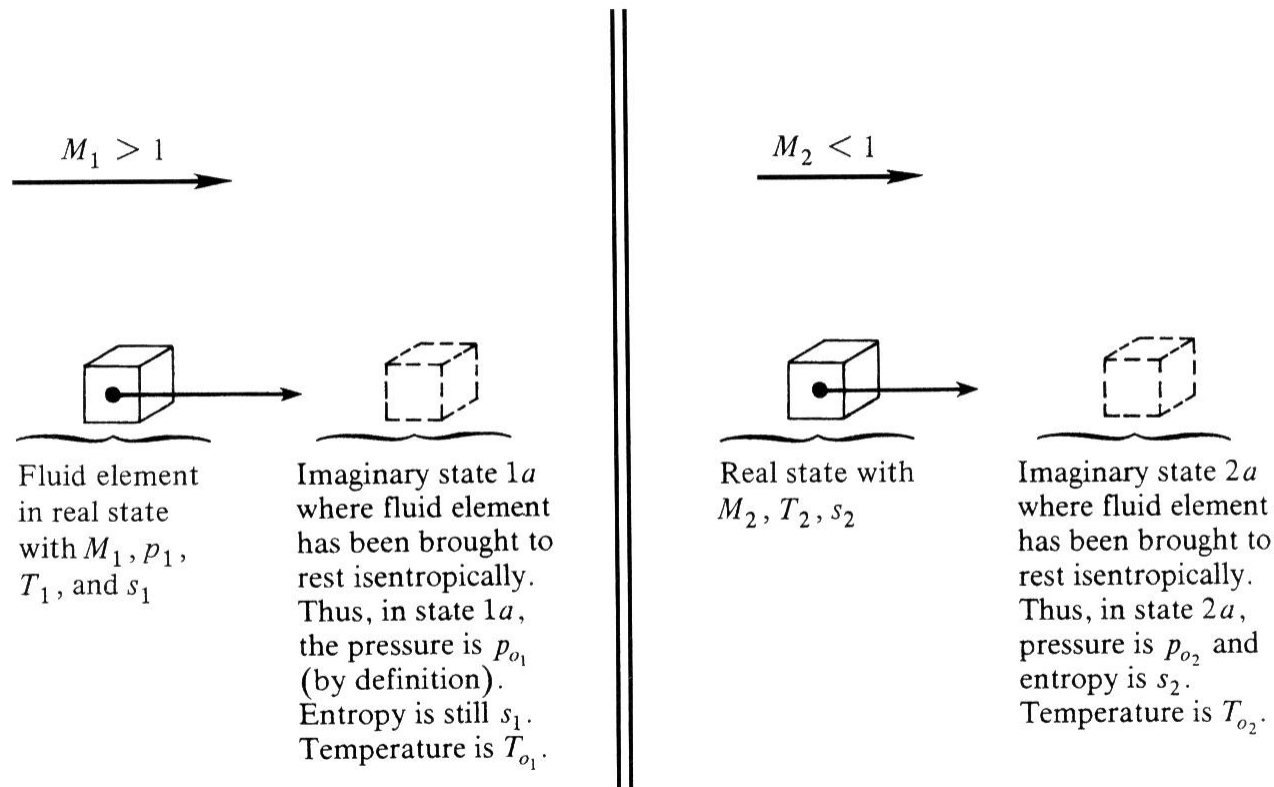 M₁ > 1
M₂ < 1
Fluid element
in real state
with M₁, p₁,
T₁, and s₁
Imaginary state 1a
where fluid element
has been brought to
rest isentropically.
Thus, in state 1a,
the pressure is pₒ₁
(by definition).
Entropy is still s₁.
Temperature is Tₒ₁.
Real state with
M₂, T₂, s₂
Imaginary state 2a
where fluid element
has been brought to
rest isentropically.
Thus, in state 2a,
pressure is pₒ₂ and
entropy is s₂.
Temperature is Tₒ₂.